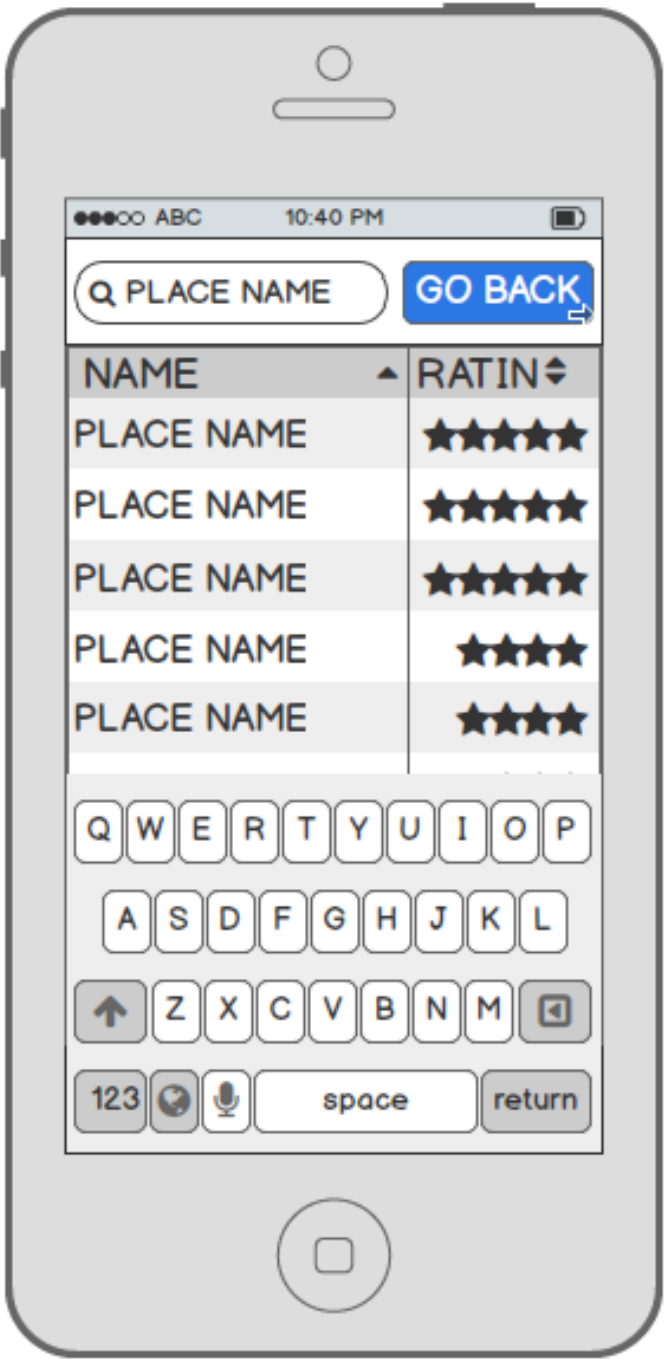 ABC 10:40 PM
PLACE NAME GO BACK
NAME RATIN
PLACE NAME
PLACE NAME
PLACE NAME
PLACE NAME
PLACE NAME
Q W E R T Y U I O P
A S D F G H J K L
Z X C V B N M
123 space return